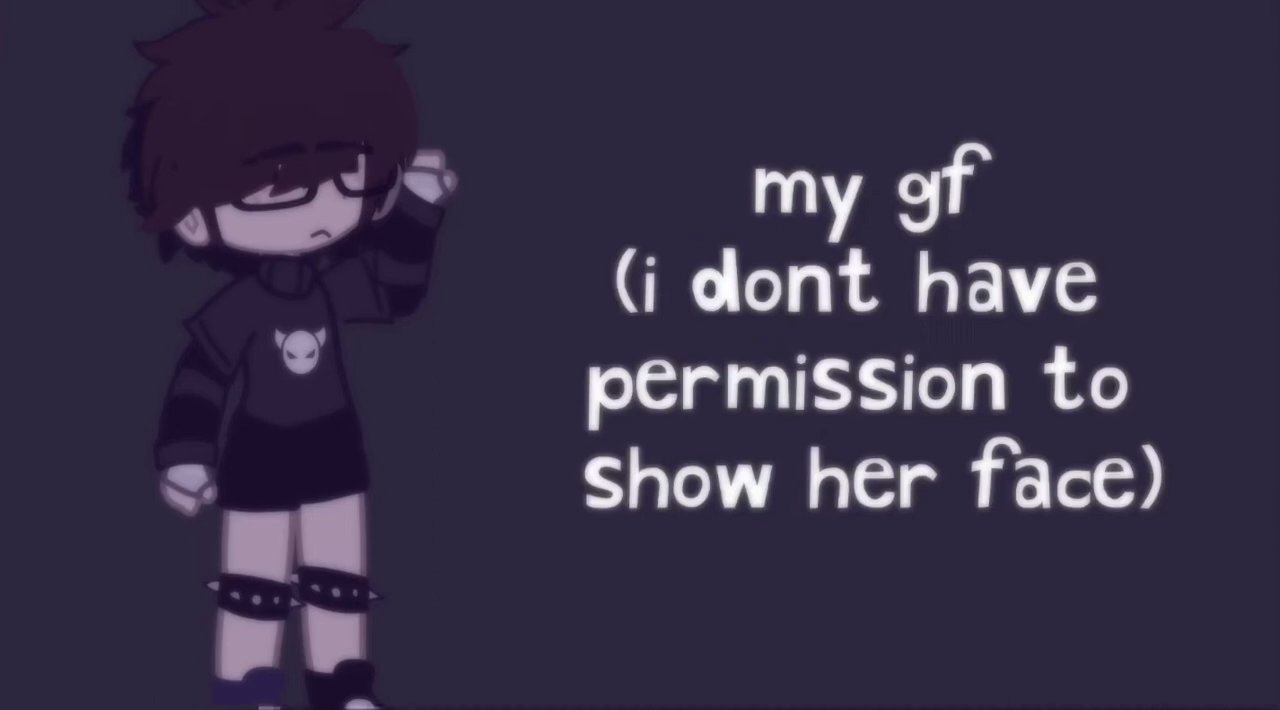 my gf
(i dont have
permission to
show her face)